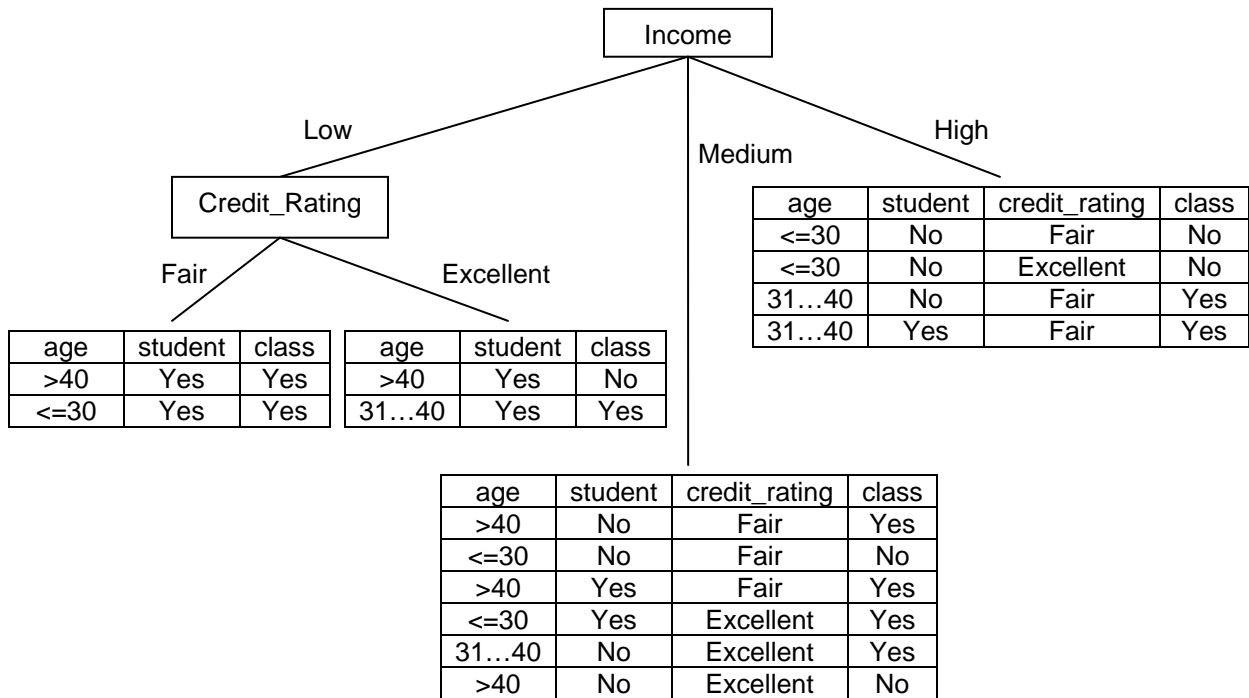 Income
Low
Medium
High
Credit_Rating
Fair
Excellent
age student credit_rating class
<=30 No Fair No
<=30 No Excellent No
31…40 No Fair Yes
31…40 Yes Fair Yes
age student class
>40 Yes Yes
<=30 Yes Yes
age student class
>40 Yes No
31…40 Yes Yes
age student credit_rating class
>40 No Fair Yes
<=30 No Fair No
>40 Yes Fair Yes
<=30 Yes Excellent Yes
31…40 No Excellent Yes
>40 No Excellent No